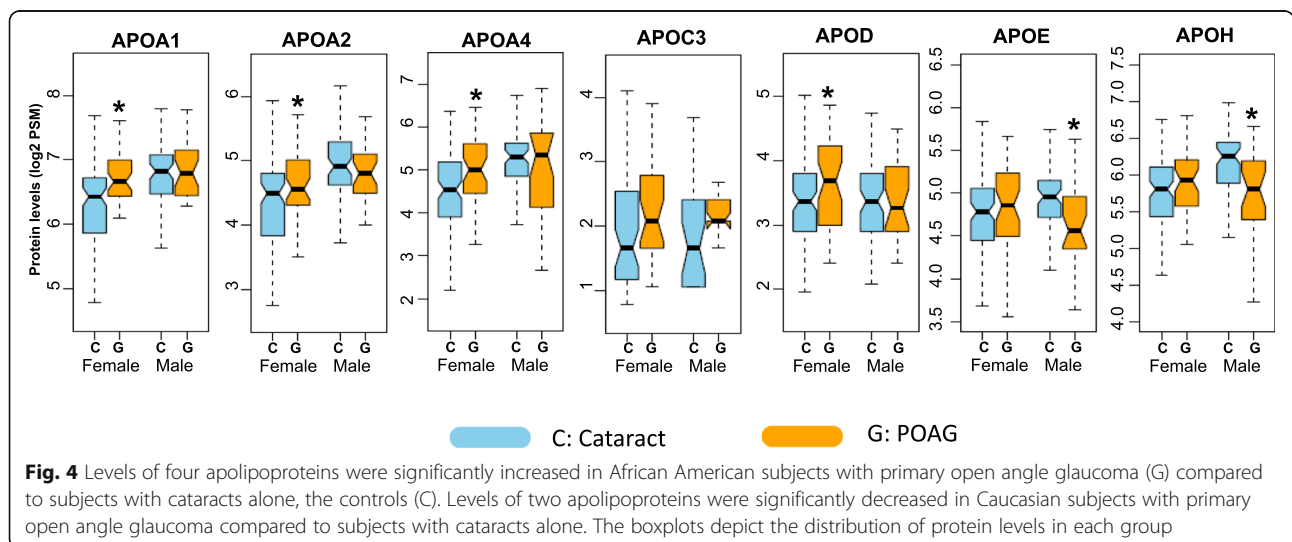 APOA1 APOA2 APOA4 APOC3 APOD APOE APOH
Protein levels (log2 PSM)
5 6 7 8
3 4 5 6
2 3 4 5 6 7
1 2 3 4
2 3 4 5
3.5 4.0 4.5 5.0 5.5 6.0 6.5
4.0 4.5 5.0 5.5 6.0 6.5 7.0 7.5
* * * * * *
C G C G C G C G C G C G C G C G C G C G C G C G C G C G
Female Male Female Male Female Male Female Male Female Male Female Male Female Male
C: Cataract G: POAG
Fig. 4 Levels of four apolipoproteins were significantly increased in African American subjects with primary open angle glaucoma (G) compared
to subjects with cataracts alone, the controls (C). Levels of two apolipoproteins were significantly decreased in Caucasian subjects with primary
open angle glaucoma compared to subjects with cataracts alone. The boxplots depict the distribution of protein levels in each group